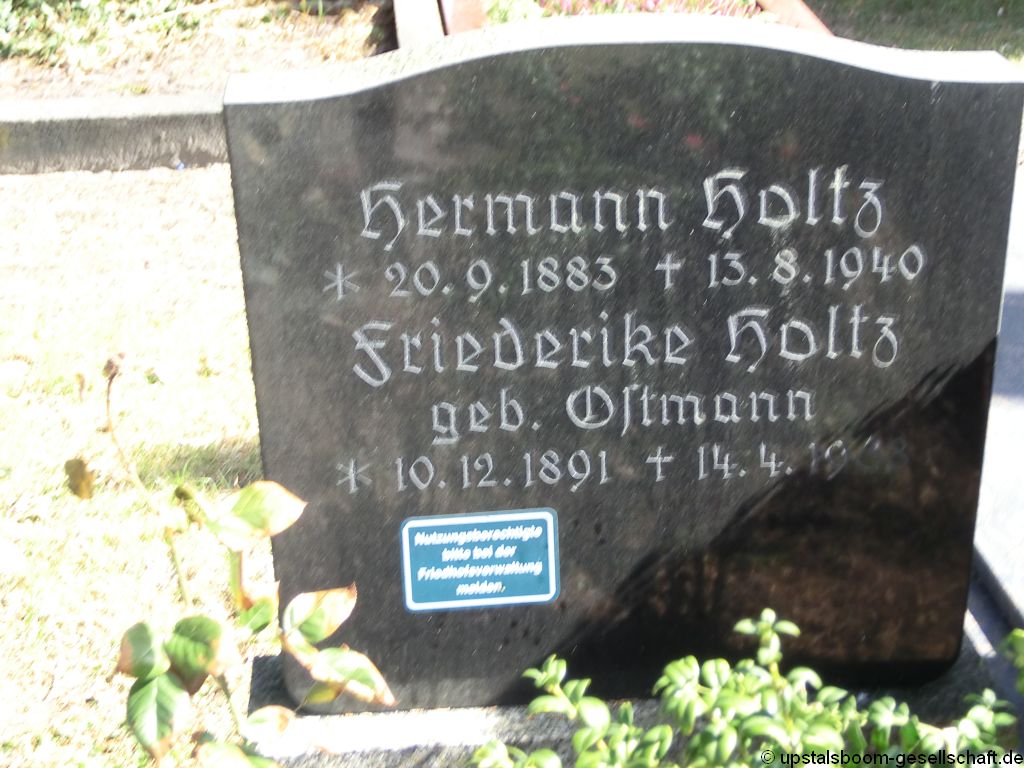 Hermann Holtz
* 20.9.1883 † 13.8.1940
Friederike Holtz
geb. Oſtmann
* 10.12.1891 † 14.4.
Nutzungsberechtigte
bitte bei der
Friedhofsverwaltung
melden.
© upstalsboom-gesellschaft.de